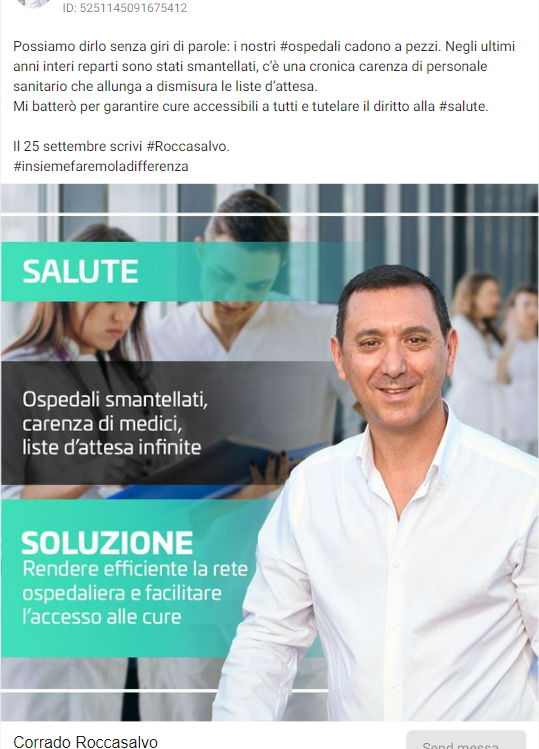 ID: 5251145091675412
Possiamo dirlo senza giri di parole: i nostri #ospedali cadono a pezzi. Negli ultimi
anni interi reparti sono stati smantellati, c'è una cronica carenza di personale
sanitario che allunga a dismisura le liste d'attesa.
Mi batterò per garantire cure accessibili a tutti e tutelare il diritto alla #salute.
Il 25 settembre scrivi #Roccasalvo.
#insiemefaremoladifferenza
SALUTE
Ospedali smantellati,
carenza di medici,
liste d'attesa infinite
SOLUZIONE
Rendere efficiente la rete
ospedaliera e facilitare
l'accesso alle cure
Corrado Roccasalvo
Send messa...